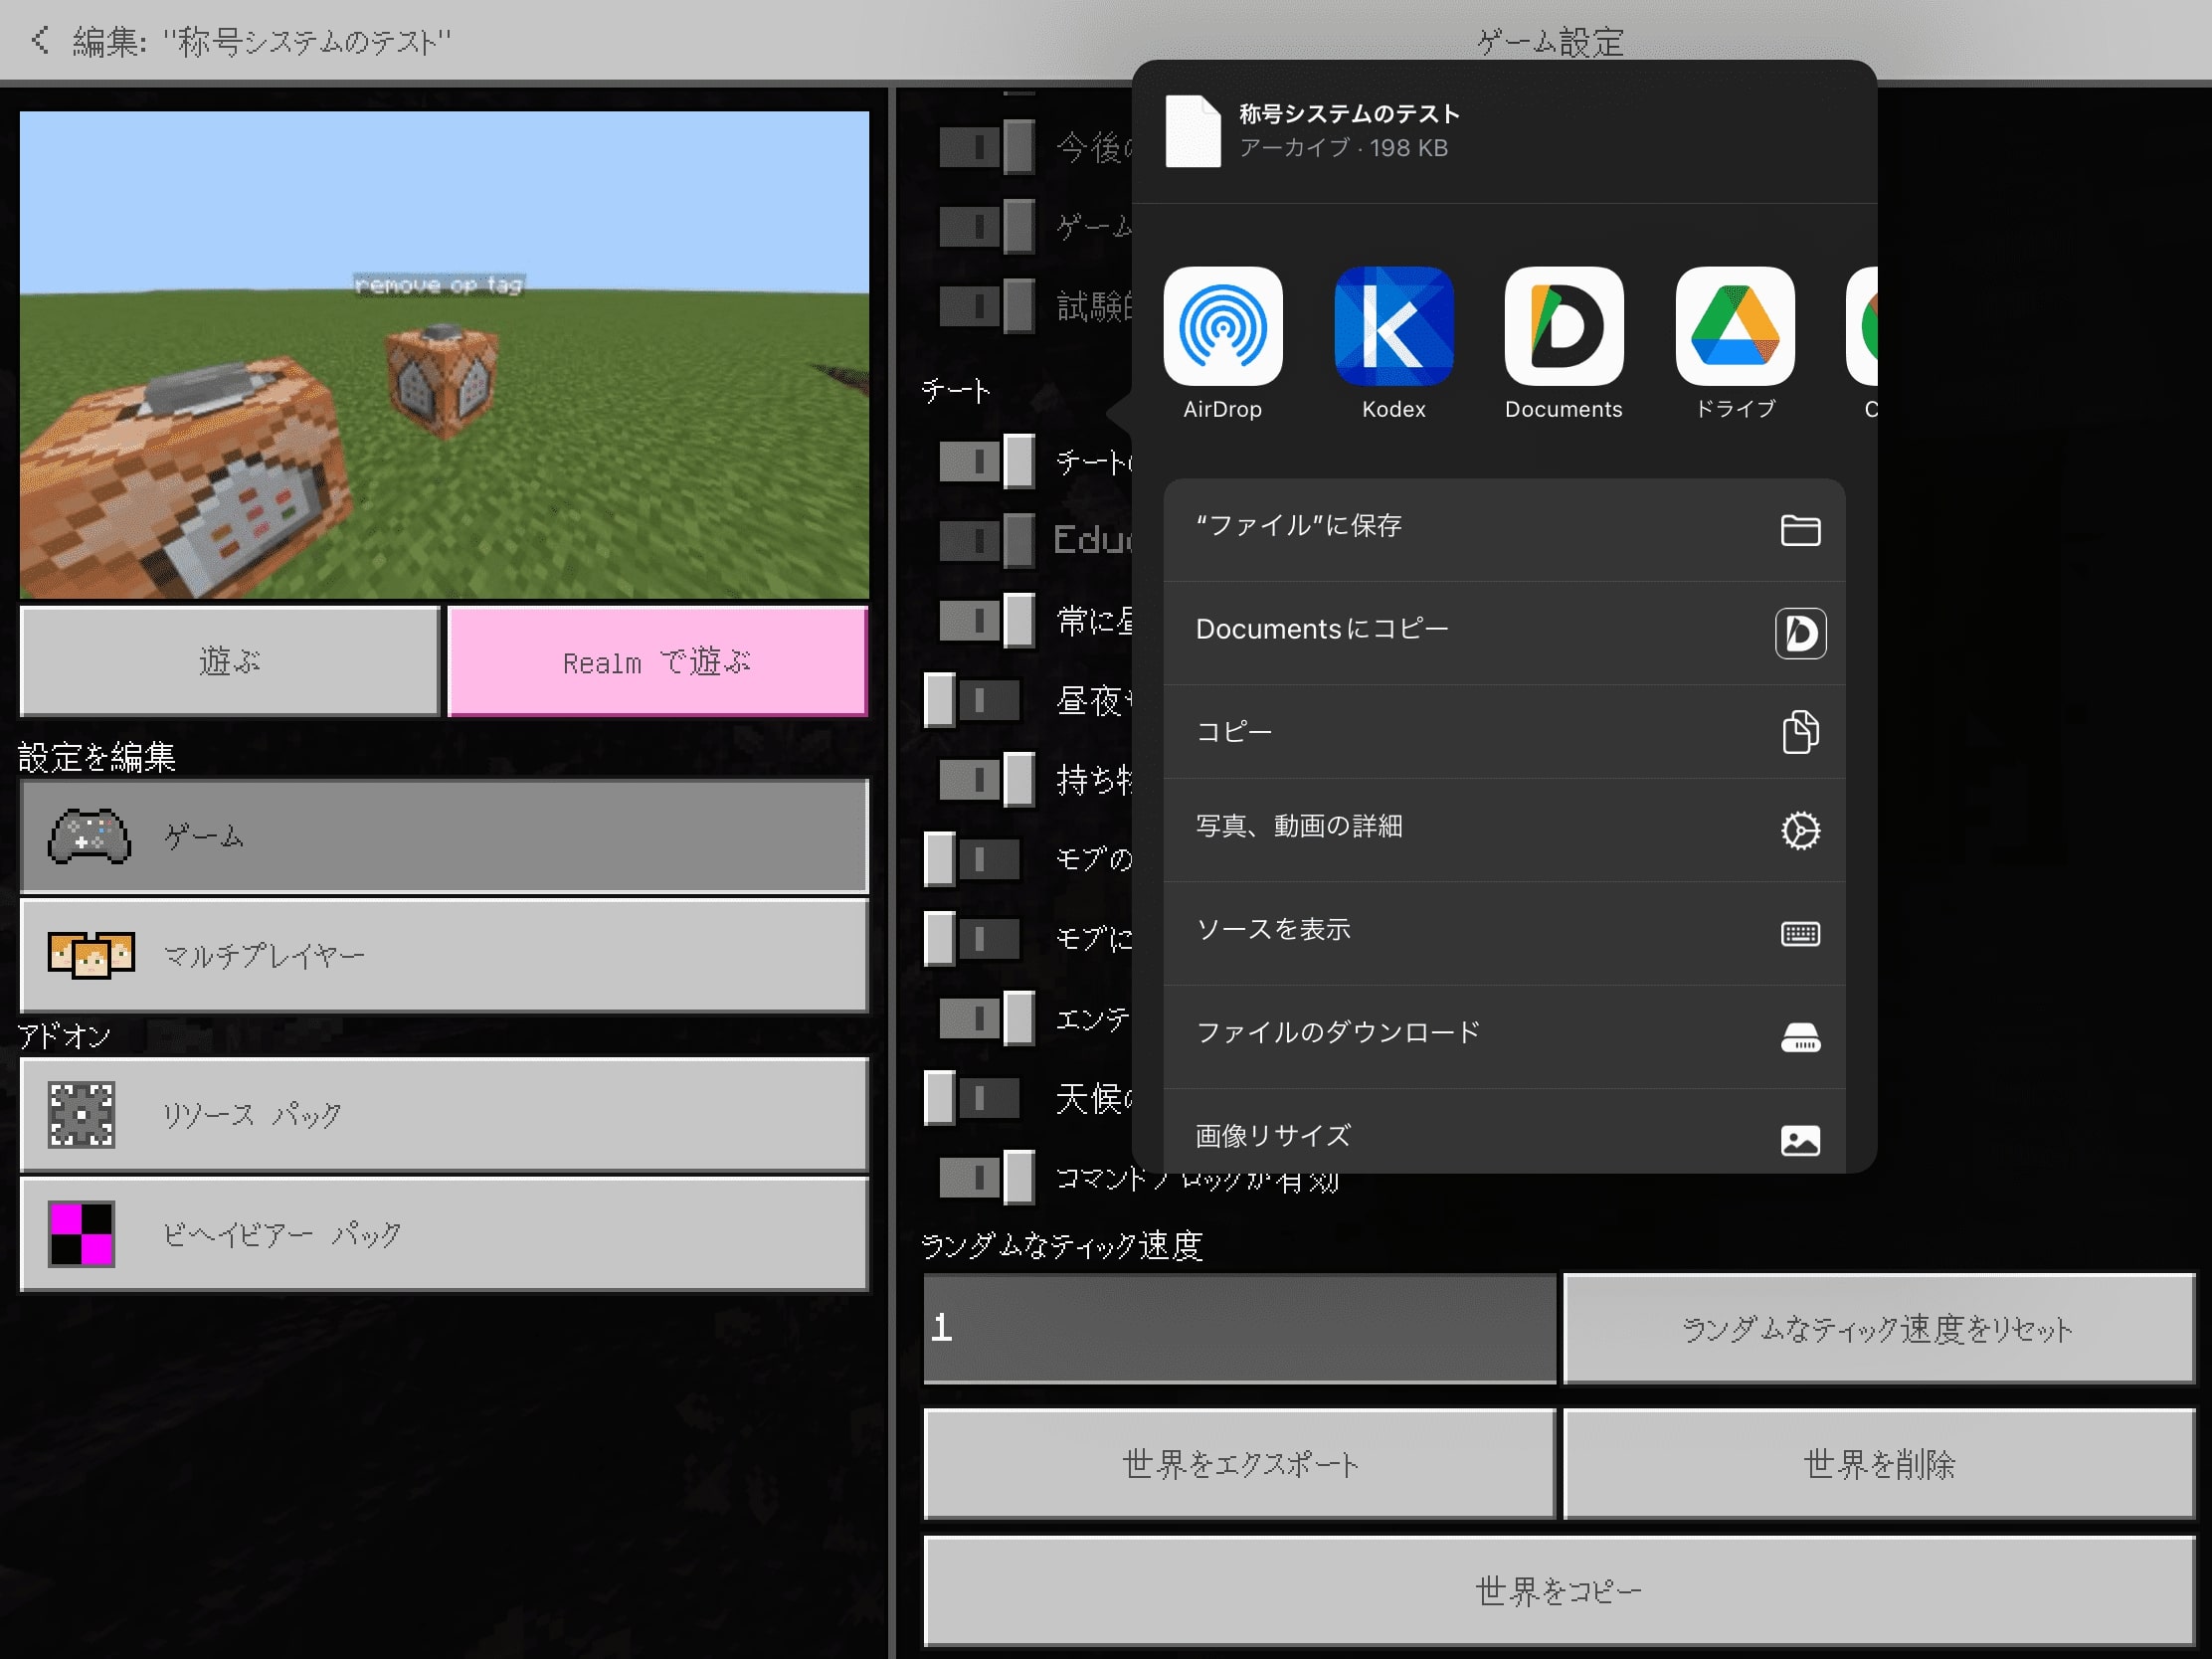 編集: "称号システムのテスト"
ゲーム設定
remove op tag
遊ぶ
Realm で遊ぶ
設定を編集
ゲーム
マルチプレイヤー
アドオン
リソース パック
ビヘイビアー パック
今後の
ゲーム
試験的
チート
チートの
Educ
常に昼
昼夜サ
持ち物
モブの
モブに
エンテ
天候の
コマンドブロックが有効
ランダムなティック速度
1
ランダムなティック速度をリセット
世界をエクスポート
世界を削除
世界をコピー
称号システムのテスト
アーカイブ · 198 KB
AirDrop
Kodex
Documents
ドライブ
C
“ファイル”に保存
Documentsにコピー
コピー
写真、動画の詳細
ソースを表示
ファイルのダウンロード
画像リサイズ